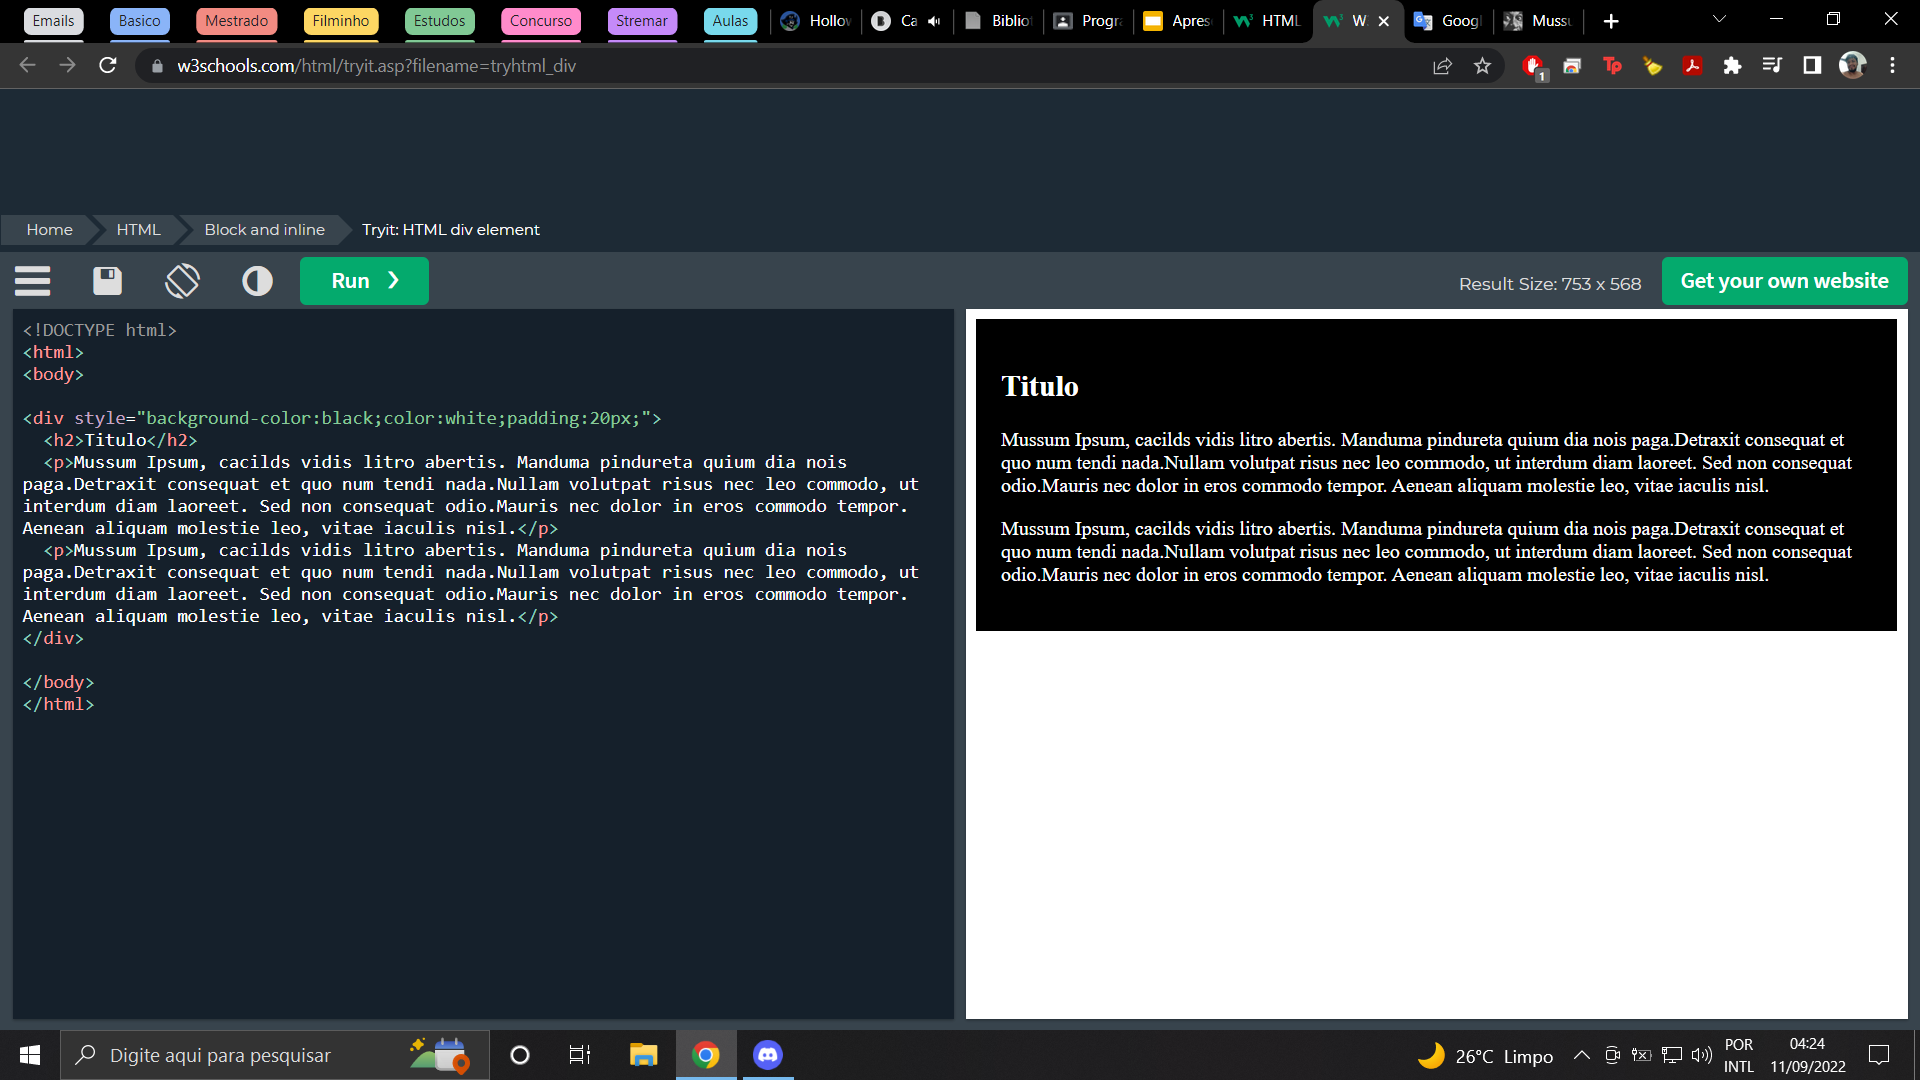 Emails Basico Mestrado Filminho Estudos Concurso Stremar Aulas Hollov Ca Biblio Progra Apres HTML W Googl Mussu
w3schools.com/html/tryit.asp?filename=tryhtml_div
1
Home HTML Block and inline Tryit: HTML div element
Run ❯ Result Size: 753 x 568 Get your own website
<!DOCTYPE html>
<html>
<body>
<div style="background-color:black;color:white;padding:20px;">
<h2>Titulo</h2>
<p>Mussum Ipsum, cacilds vidis litro abertis. Manduma pindureta quium dia nois
paga.Detraxit consequat et quo num tendi nada.Nullam volutpat risus nec leo commodo, ut
interdum diam laoreet. Sed non consequat odio.Mauris nec dolor in eros commodo tempor.
Aenean aliquam molestie leo, vitae iaculis nisl.</p>
<p>Mussum Ipsum, cacilds vidis litro abertis. Manduma pindureta quium dia nois
paga.Detraxit consequat et quo num tendi nada.Nullam volutpat risus nec leo commodo, ut
interdum diam laoreet. Sed non consequat odio.Mauris nec dolor in eros commodo tempor.
Aenean aliquam molestie leo, vitae iaculis nisl.</p>
</div>
</body>
</html>
Titulo
Mussum Ipsum, cacilds vidis litro abertis. Manduma pindureta quium dia nois paga.Detraxit consequat et
quo num tendi nada.Nullam volutpat risus nec leo commodo, ut interdum diam laoreet. Sed non consequat
odio.Mauris nec dolor in eros commodo tempor. Aenean aliquam molestie leo, vitae iaculis nisl.
Mussum Ipsum, cacilds vidis litro abertis. Manduma pindureta quium dia nois paga.Detraxit consequat et
quo num tendi nada.Nullam volutpat risus nec leo commodo, ut interdum diam laoreet. Sed non consequat
odio.Mauris nec dolor in eros commodo tempor. Aenean aliquam molestie leo, vitae iaculis nisl.
Digite aqui para pesquisar
26°C Limpo
POR
INTL
04:24
11/09/2022